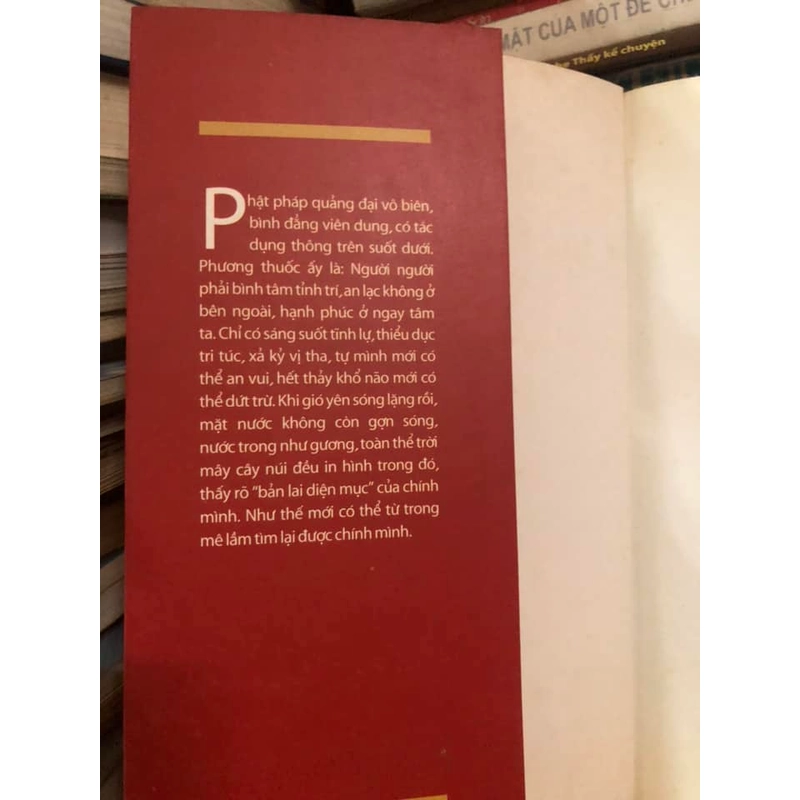 MẬT CỦA MỘT ĐẾ CH
Thấy kể chuyện
Phật pháp quảng đại vô biên,
bình đẳng viên dung, có tác
dụng thông trên suốt dưới.
Phương thuốc ấy là: Người người
phải bình tâm tỉnh trí, an lạc không ở
bên ngoài, hạnh phúc ở ngay tâm
ta. Chỉ có sáng suốt tĩnh lự, thiểu dục
tri túc, xả kỷ vị tha, tự mình mới có
thể an vui, hết thảy khổ não mới có
thể dứt trừ. Khi gió yên sóng lặng rồi,
mặt nước không còn gợn sóng,
nước trong như gương, toàn thể trời
mây cây núi đều in hình trong đó,
thấy rõ “bản lai diện mục” của chính
mình. Như thế mới có thể từ trong
mê lầm tìm lại được chính mình.